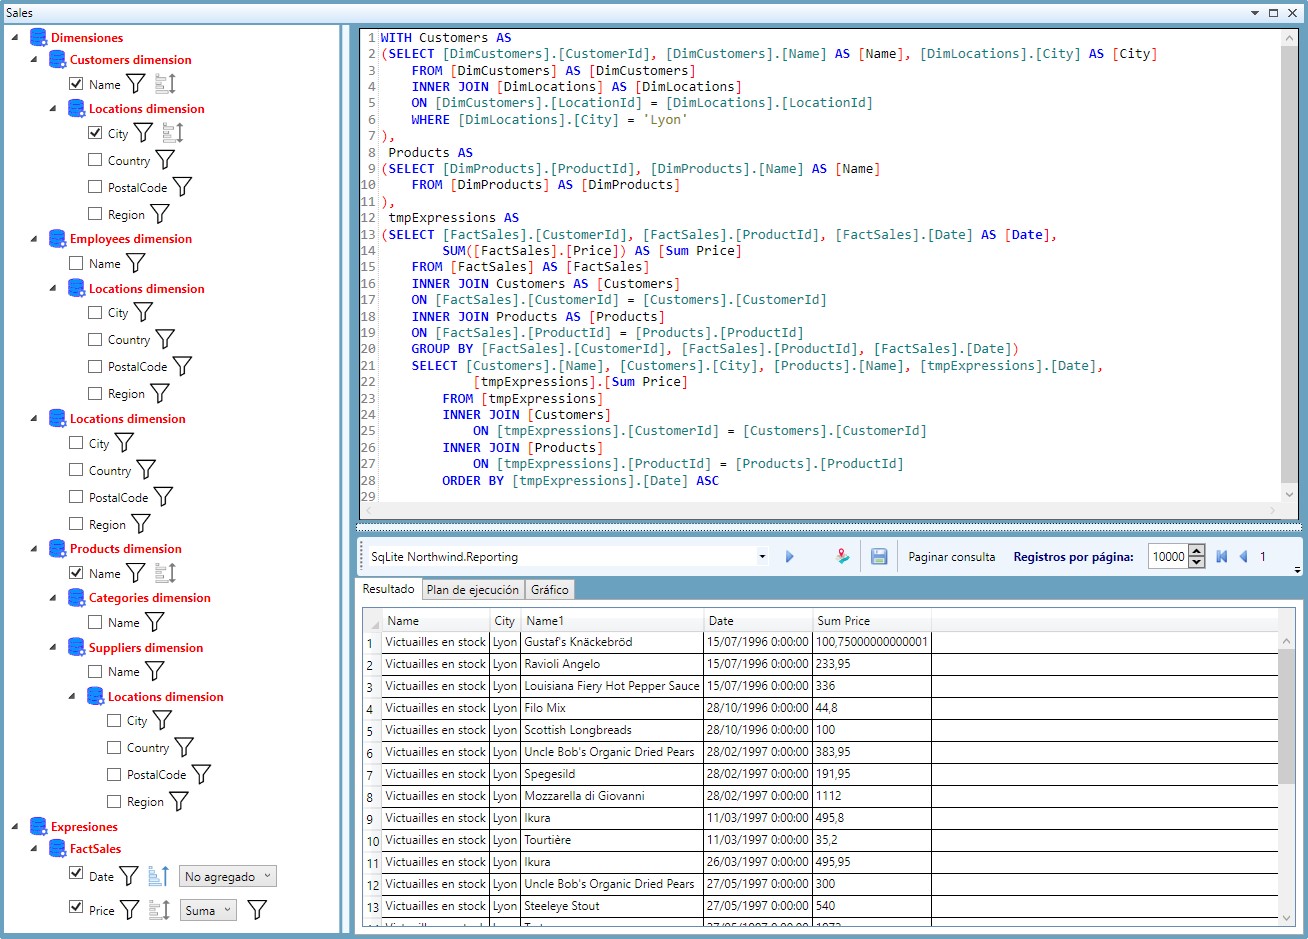 Sales
Dimensiones
Customers dimension
Name
Locations dimension
City
Country
PostalCode
Region
Employees dimension
Name
Locations dimension
City
Country
PostalCode
Region
Locations dimension
City
Country
PostalCode
Region
Products dimension
Name
Categories dimension
Name
Suppliers dimension
Name
Locations dimension
City
Country
PostalCode
Region
Expresiones
FactSales
Date No agregado
Price Suma
1 WITH Customers AS
2 (SELECT [DimCustomers].[CustomerId], [DimCustomers].[Name] AS [Name], [DimLocations].[City] AS [City]
3 FROM [DimCustomers] AS [DimCustomers]
4 INNER JOIN [DimLocations] AS [DimLocations]
5 ON [DimCustomers].[LocationId] = [DimLocations].[LocationId]
6 WHERE [DimLocations].[City] = 'Lyon'
7 ),
8 Products AS
9 (SELECT [DimProducts].[ProductId], [DimProducts].[Name] AS [Name]
10 FROM [DimProducts] AS [DimProducts]
11 ),
12 tmpExpressions AS
13 (SELECT [FactSales].[CustomerId], [FactSales].[ProductId], [FactSales].[Date] AS [Date],
14 SUM([FactSales].[Price]) AS [Sum Price]
15 FROM [FactSales] AS [FactSales]
16 INNER JOIN Customers AS [Customers]
17 ON [FactSales].[CustomerId] = [Customers].[CustomerId]
18 INNER JOIN Products AS [Products]
19 ON [FactSales].[ProductId] = [Products].[ProductId]
20 GROUP BY [FactSales].[CustomerId], [FactSales].[ProductId], [FactSales].[Date])
21 SELECT [Customers].[Name], [Customers].[City], [Products].[Name], [tmpExpressions].[Date],
22 [tmpExpressions].[Sum Price]
23 FROM [tmpExpressions]
24 INNER JOIN [Customers]
25 ON [tmpExpressions].[CustomerId] = [Customers].[CustomerId]
26 INNER JOIN [Products]
27 ON [tmpExpressions].[ProductId] = [Products].[ProductId]
28 ORDER BY [tmpExpressions].[Date] ASC
29
SqLite Northwind.Reporting Paginar consulta Registros por página: 10000 1
Resultado Plan de ejecución Gráfico
Name City Name1 Date Sum Price
1 Victuailles en stock Lyon Gustaf's Knäckebröd 15/07/1996 0:00:00 100,75000000000001
2 Victuailles en stock Lyon Ravioli Angelo 15/07/1996 0:00:00 233,95
3 Victuailles en stock Lyon Louisiana Fiery Hot Pepper Sauce 15/07/1996 0:00:00 336
4 Victuailles en stock Lyon Filo Mix 28/10/1996 0:00:00 44,8
5 Victuailles en stock Lyon Scottish Longbreads 28/10/1996 0:00:00 100
6 Victuailles en stock Lyon Uncle Bob's Organic Dried Pears 28/02/1997 0:00:00 383,95
7 Victuailles en stock Lyon Spegesild 28/02/1997 0:00:00 191,95
8 Victuailles en stock Lyon Mozzarella di Giovanni 28/02/1997 0:00:00 1112
9 Victuailles en stock Lyon Ikura 11/03/1997 0:00:00 495,8
10 Victuailles en stock Lyon Tourtière 11/03/1997 0:00:00 35,2
11 Victuailles en stock Lyon Ikura 26/03/1997 0:00:00 495,95
12 Victuailles en stock Lyon Uncle Bob's Organic Dried Pears 27/05/1997 0:00:00 300
13 Victuailles en stock Lyon Steeleye Stout 27/05/1997 0:00:00 540